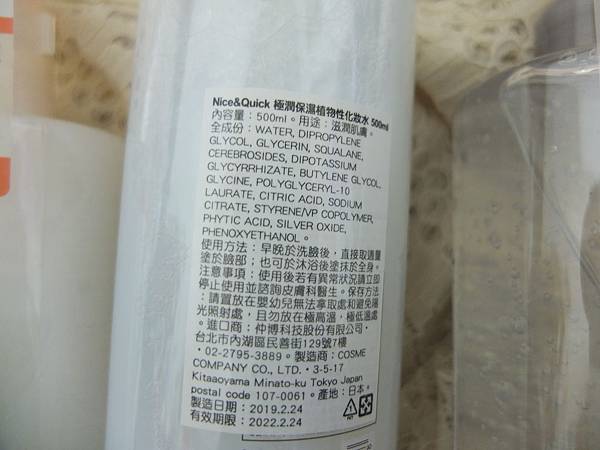 Nice&Quick 極潤保濕植物性化妝水 500ml
內容量：500ml。用途：滋潤肌膚。
全成份：WATER, DIPROPYLENE
GLYCOL, GLYCERIN, SQUALANE,
CEREBROSIDES, DIPOTASSIUM
GLYCYRRHIZATE, BUTYLENE GLYCOL,
GLYCINE, POLYGLYCERYL-10
LAURATE, CITRIC ACID, SODIUM
CITRATE, STYRENE/VP COPOLYMER,
PHYTIC ACID, SILVER OXIDE,
PHENOXYETHANOL。
使用方法：早晚於洗臉後，直接取適量
塗於臉部；也可於沐浴後塗抹於全身。
注意事項：使用後若有異常狀況請立即
停止使用並諮詢皮膚科醫生。保存方法
：請置放在嬰幼兒無法拿取處和避免陽
光照射處，且勿放在極高溫，極低溫處
。進口商：仲博科技股份有限公司・
台北市內湖區民善街129號7樓
・02-2795-3889。製造商：COSME
COMPANY CO., LTD.・3-5-17
Kitaaoyama Minato-ku Tokyo Japan
postal code 107-0061。產地：日本。
製造日期：2019.2.24
有效期限：2022.2.24